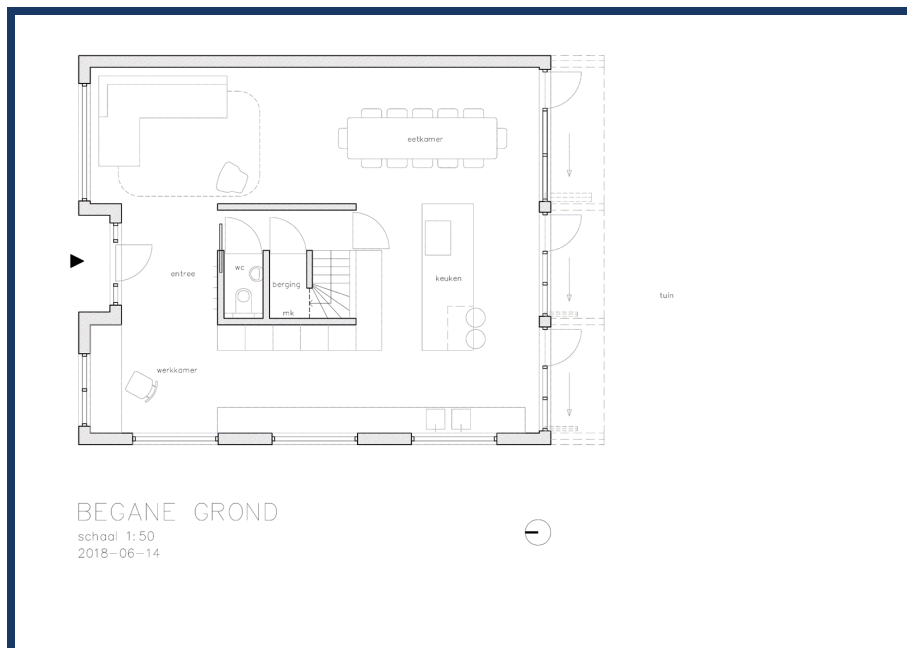 eetkamer
wc
entree
berging
keuken
tuin
mk
werkkamer
BEGANE GROND
schaal 1:50
2018-06-14